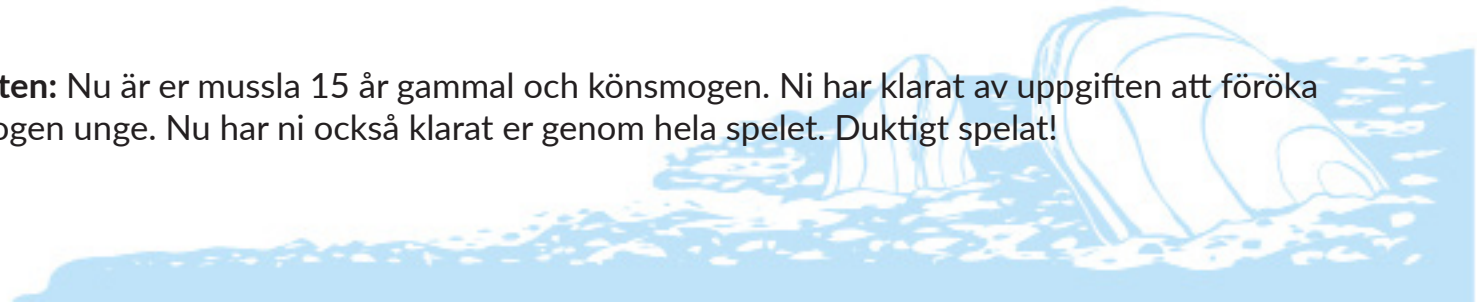 ten: Nu är er mussla 15 år gammal och könsmogen. Ni har klarat av uppgiften att föröka
ogen unge. Nu har ni också klarat er genom hela spelet. Duktigt spelat!